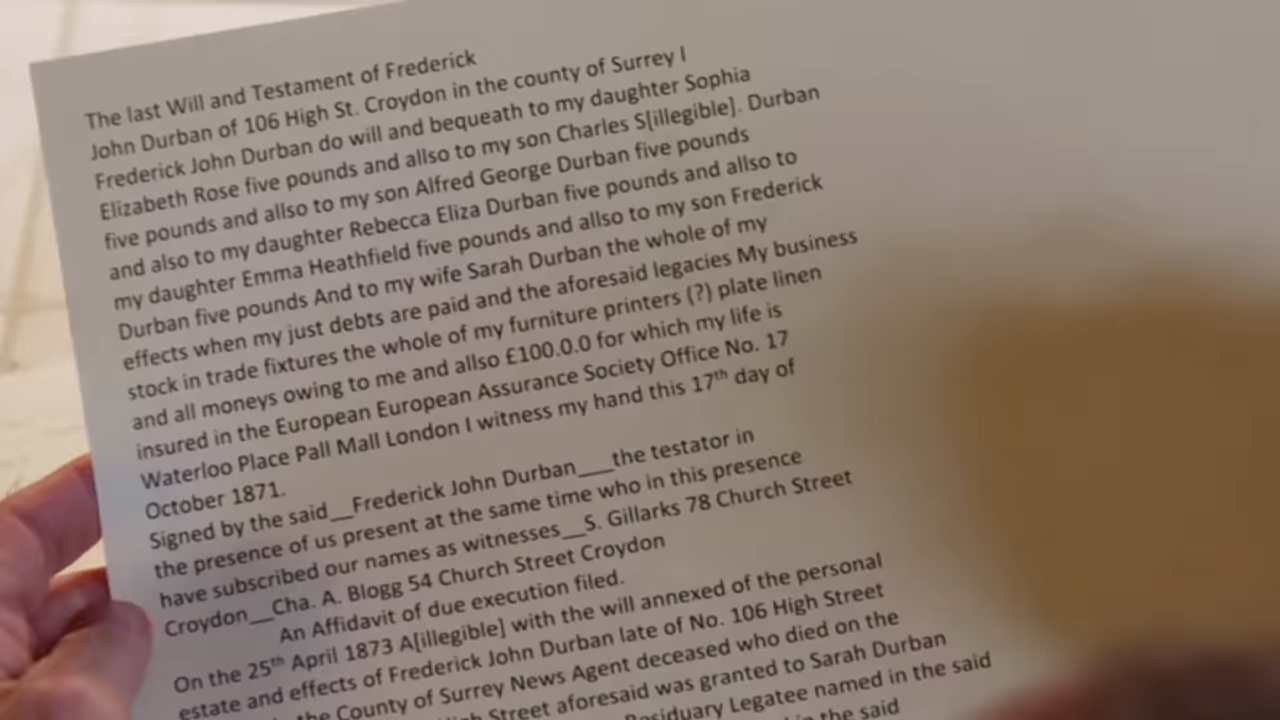 The last Will and Testament of Frederick
John Durban of 106 High St. Croydon in the county of Surrey I
Frederick John Durban do will and bequeath to my daughter Sophia
Elizabeth Rose five pounds and allso to my son Charles S[illegible]. Durban
five pounds and allso to my son Alfred George Durban five pounds
and also to my daughter Rebecca Eliza Durban five pounds and allso to
my daughter Emma Heathfield five pounds and allso to my son Frederick
Durban five pounds And to my wife Sarah Durban the whole of my
effects when my just debts are paid and the aforesaid legacies My business
stock in trade fixtures the whole of my furniture printers (?) plate linen
and all moneys owing to me and allso £100.0.0 for which my life is
insured in the European European Assurance Society Office No. 17
Waterloo Place Pall Mall London I witness my hand this 17th day of
October 1871.
Signed by the said__Frederick John Durban___the testator in
the presence of us present at the same time who in this presence
have subscribed our names as witnesses__S. Gillarks 78 Church Street
Croydon__Cha. A. Blogg 54 Church Street Croydon
An Affidavit of due execution filed.
On the 25th April 1873 A[illegible] with the will annexed of the personal
estate and effects of Frederick John Durban late of No. 106 High Street
the County of Surrey News Agent deceased who died on the
Street aforesaid was granted to Sarah Durban
Residuary Legatee named in the said
the said